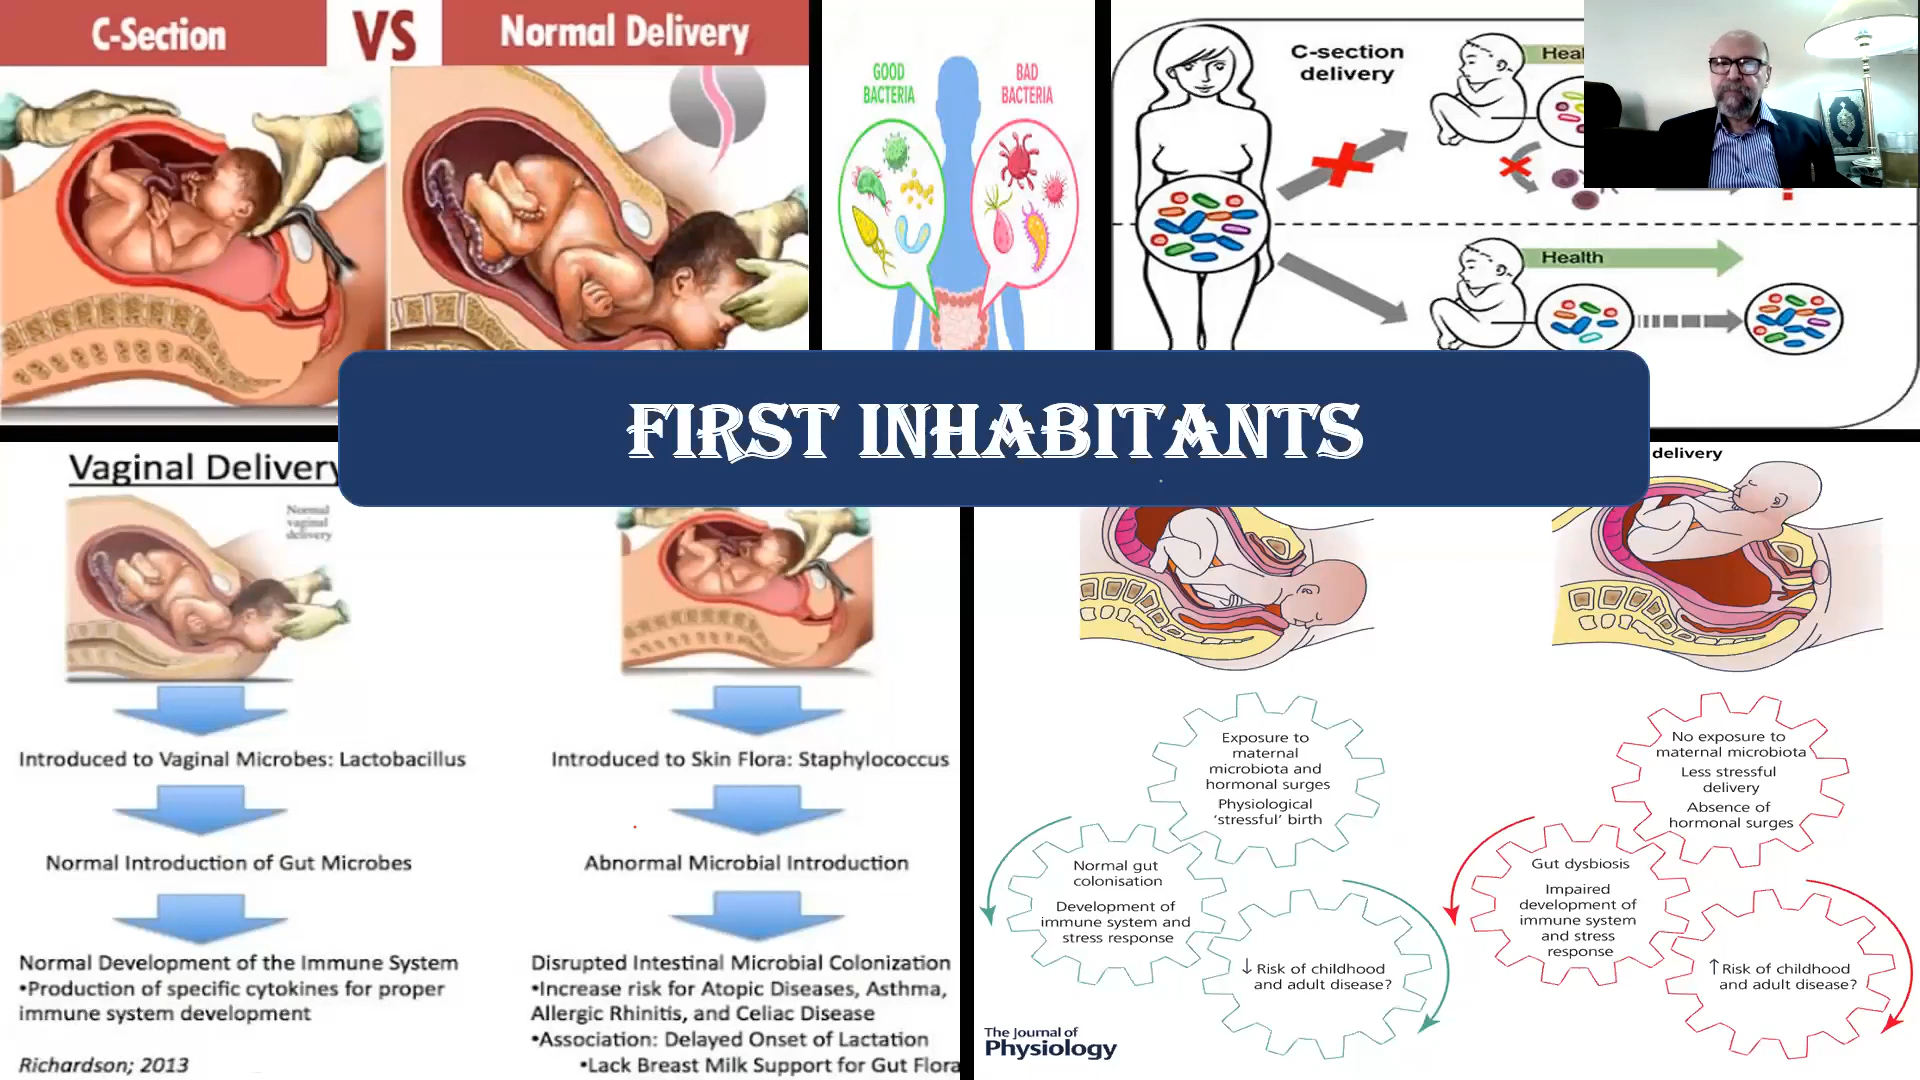 C-Section
VS
Normal Delivery
GOOD
BACTERIA
BAD
BACTERIA
C-section
delivery
Health
FIRST INHABITANTS
Vaginal Delivery
Normal
vaginal
delivery
Introduced to Vaginal Microbes: Lactobacillus
Normal Introduction of Gut Microbes
Normal Development of the Immune System
•Production of specific cytokines for proper
immune system development
Richardson; 2013
Introduced to Skin Flora: Staphylococcus
Abnormal Microbial Introduction
Disrupted Intestinal Microbial Colonization
•Increase risk for Atopic Diseases, Asthma,
Allergic Rhinitis, and Celiac Disease
•Association: Delayed Onset of Lactation
•Lack Breast Milk Support for Gut Flora
delivery
Exposure to
maternal
microbiota and
hormonal surges
Physiological
‘stressful’ birth
Normal gut
colonisation
Development of
immune system and
stress response
↓ Risk of childhood
and adult disease?
No exposure to
maternal microbiota
Less stressful
delivery
Absence of
hormonal surges
Gut dysbiosis
Impaired
development of
immune system
and stress
response
↑ Risk of childhood
and adult disease?
The Journal of
Physiology